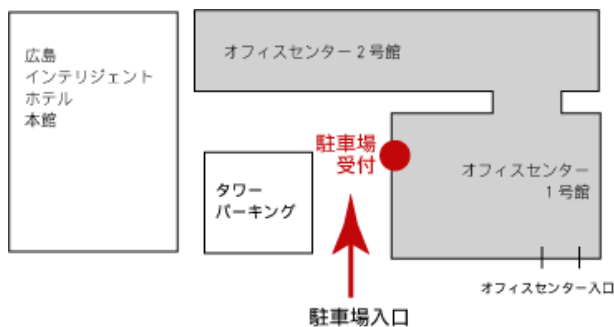 広島
インテリジェント
ホテル
本館
オフィスセンター２号館
駐車場
受付
タワー
パーキング
オフィスセンター
１号館
オフィスセンター入口
駐車場入口